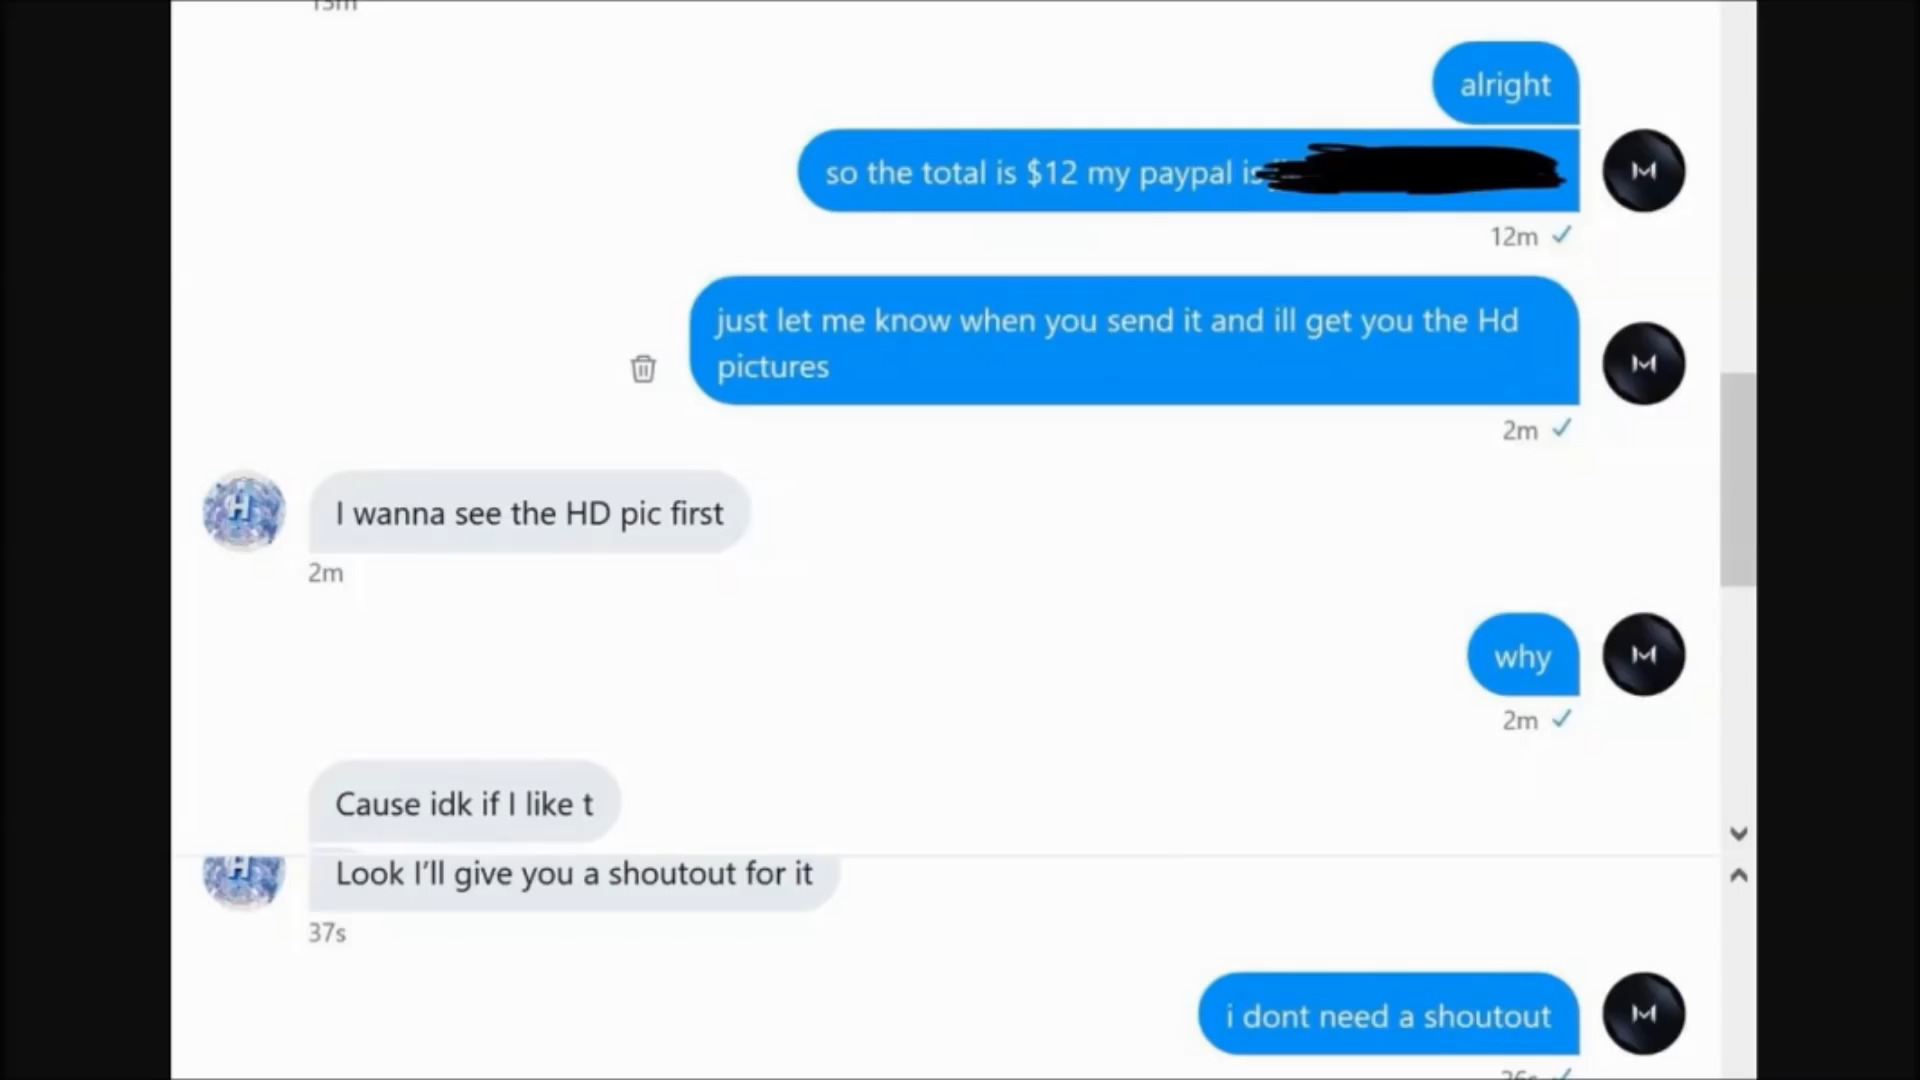 13m
alright
so the total is $12 my paypal is
12m
just let me know when you send it and ill get you the Hd
pictures
2m
I wanna see the HD pic first
2m
why
2m
Cause idk if I like t
Look I'll give you a shoutout for it
37s
i dont need a shoutout
26s